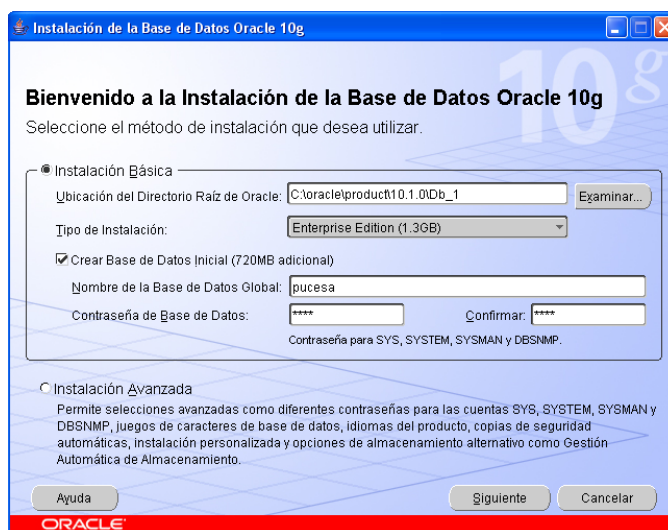 Instalación de la Base de Datos Oracle 10g
10g
Bienvenido a la Instalación de la Base de Datos Oracle 10g
Seleccione el método de instalación que desea utilizar.
Instalación Básica
Ubicación del Directorio Raíz de Oracle: C:\oracle\product\10.1.0\Db_1 Examinar...
Tipo de Instalación: Enterprise Edition (1.3GB)
Crear Base de Datos Inicial (720MB adicional)
Nombre de la Base de Datos Global: pucesa
Contraseña de Base de Datos: **** Confirmar: ****
Contraseña para SYS, SYSTEM, SYSMAN y DBSNMP.
Instalación Avanzada
Permite selecciones avanzadas como diferentes contraseñas para las cuentas SYS, SYSTEM, SYSMAN y
DBSNMP, juegos de caracteres de base de datos, idiomas del producto, copias de seguridad
automáticas, instalación personalizada y opciones de almacenamiento alternativo como Gestión
Automática de Almacenamiento.
Ayuda Siguiente Cancelar
ORACLE